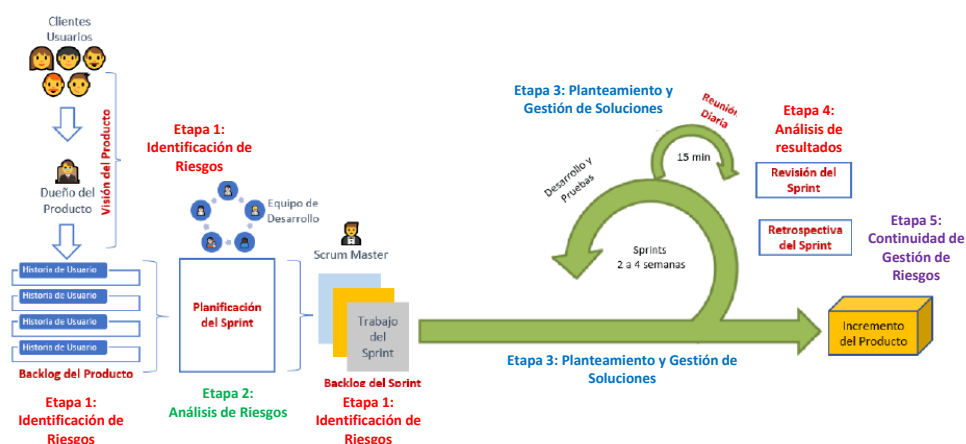 Clientes
Usuarios
Visión del Producto
Dueño del
Producto
Historia de Usuario
Historia de Usuario
Historia de Usuario
Historia de Usuario
Backlog del Producto
Etapa 1:
Identificación de
Riesgos
Etapa 1:
Identificación de
Riesgos
Equipo de
Desarrollo
Planificación
del Sprint
Etapa 2:
Análisis de Riesgos
Scrum Master
Trabajo
del
Sprint
Backlog del Sprint
Etapa 1:
Identificación de
Riesgos
Etapa 3: Planteamiento y
Gestión de Soluciones
Reunión
Diaria
15 min
Desarrollo y
Pruebas
Sprints
2 a 4 semanas
Etapa 3: Planteamiento y Gestión de
Soluciones
Etapa 4:
Análisis de
resultados
Revisión del
Sprint
Retrospectiva
del Sprint
Etapa 5:
Continuidad de
Gestión de
Riesgos
Incremento
del Producto